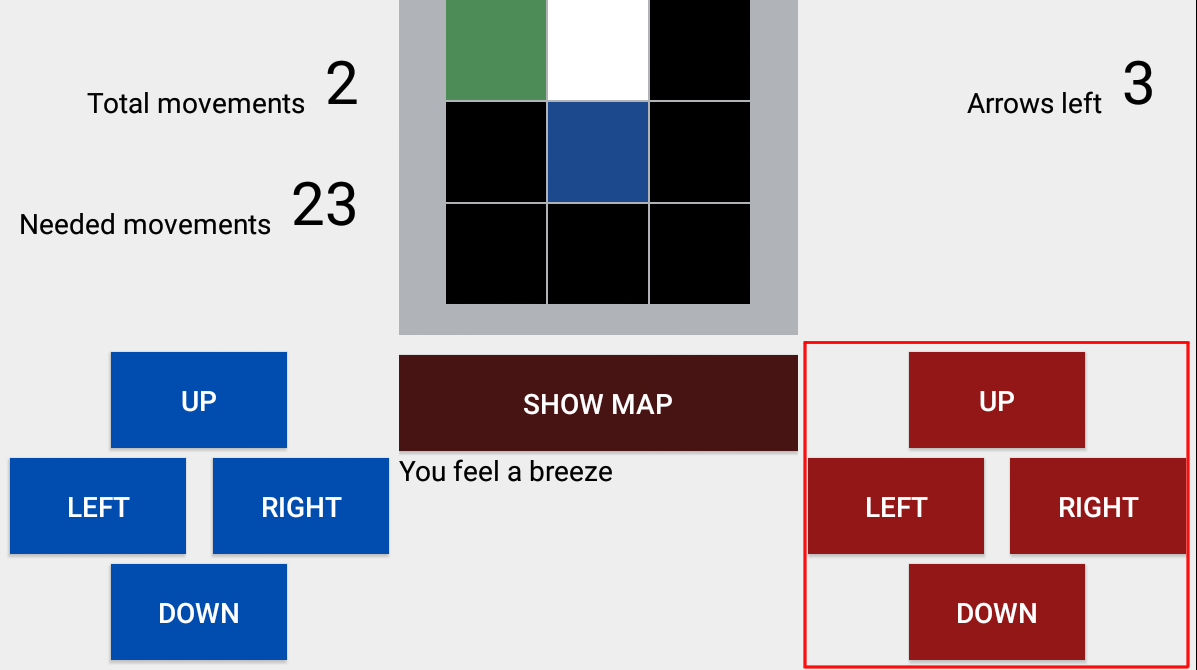 Total movements 2
Arrows left 3
Needed movements 23
UP
SHOW MAP
UP
You feel a breeze
LEFT RIGHT
LEFT RIGHT
DOWN
DOWN